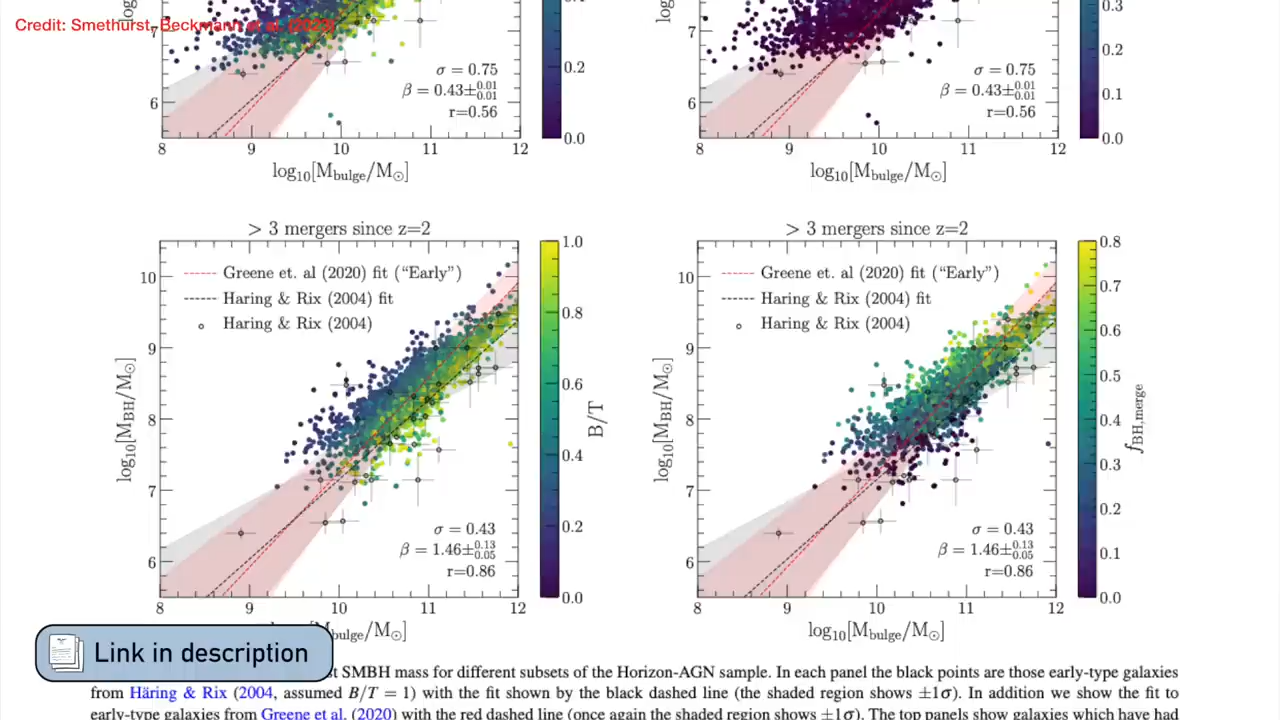 Credit: Smethurst, Beckmann et al. (2023)
log
7
6
σ = 0.75
β = 0.43±0.01 0.01
r=0.56
8 9 10 11 12
log10[Mbulge/M⊙]
0.2
0.0
log
7
6
σ = 0.75
β = 0.43±0.01 0.01
r=0.56
8 9 10 11 12
log10[Mbulge/M⊙]
0.3
0.2
0.1
0.0
> 3 mergers since z=2
Greene et. al (2020) fit (“Early”)
Haring & Rix (2004) fit
Haring & Rix (2004)
log10[MBH/M⊙]
10
9
8
7
6
σ = 0.43
β = 1.46±0.13 0.05
r=0.86
8 9 10 11 12
bulge/M⊙]
1.0
0.8
0.6
0.4
0.2
0.0
B/T
> 3 mergers since z=2
Greene et. al (2020) fit (“Early”)
Haring & Rix (2004) fit
Haring & Rix (2004)
log10[MBH/M⊙]
10
9
8
7
6
σ = 0.43
β = 1.46±0.13 0.05
r=0.86
8 9 10 11 12
log10[Mbulge/M⊙]
0.8
0.7
0.6
0.5
0.4
0.3
0.2
0.1
0.0
fBH,merge
Link in description
SMBH mass for different subsets of the Horizon-AGN sample. In each panel the black points are those early-type galaxies
from Häring & Rix (2004, assumed B/T = 1) with the fit shown by the black dashed line (the shaded region shows ±1σ). In addition we show the fit to
early-type galaxies from Greene et al. (2020) with the red dashed line (once again the shaded region shows ±1σ). The top panels show galaxies which have had